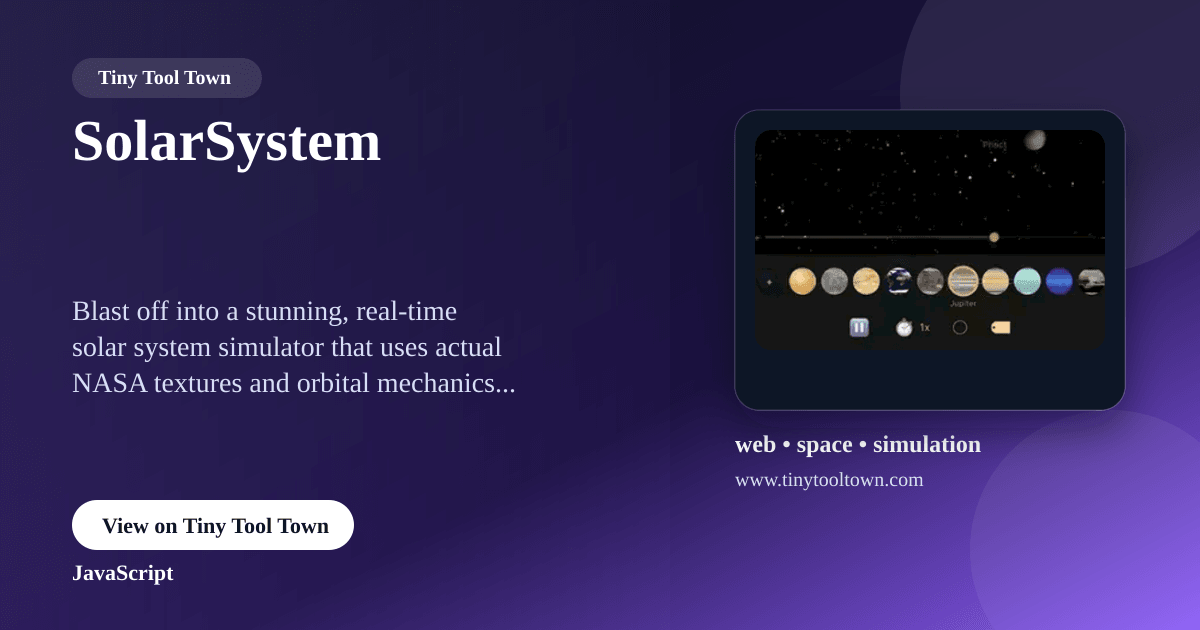 Tiny Tool Town
SolarSystem
Blast off into a stunning, real-time
solar system simulator that uses actual
NASA textures and orbital mechanics...
View on Tiny Tool Town
JavaScript
Jupiter
1x
web • space • simulation
www.tinytooltown.com